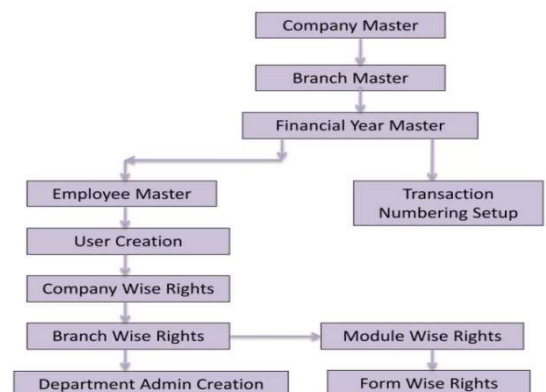 Company Master
Branch Master
Financial Year Master
Employee Master
Transaction
Numbering Setup
User Creation
Company Wise Rights
Branch Wise Rights
Module Wise Rights
Department Admin Creation
Form Wise Rights